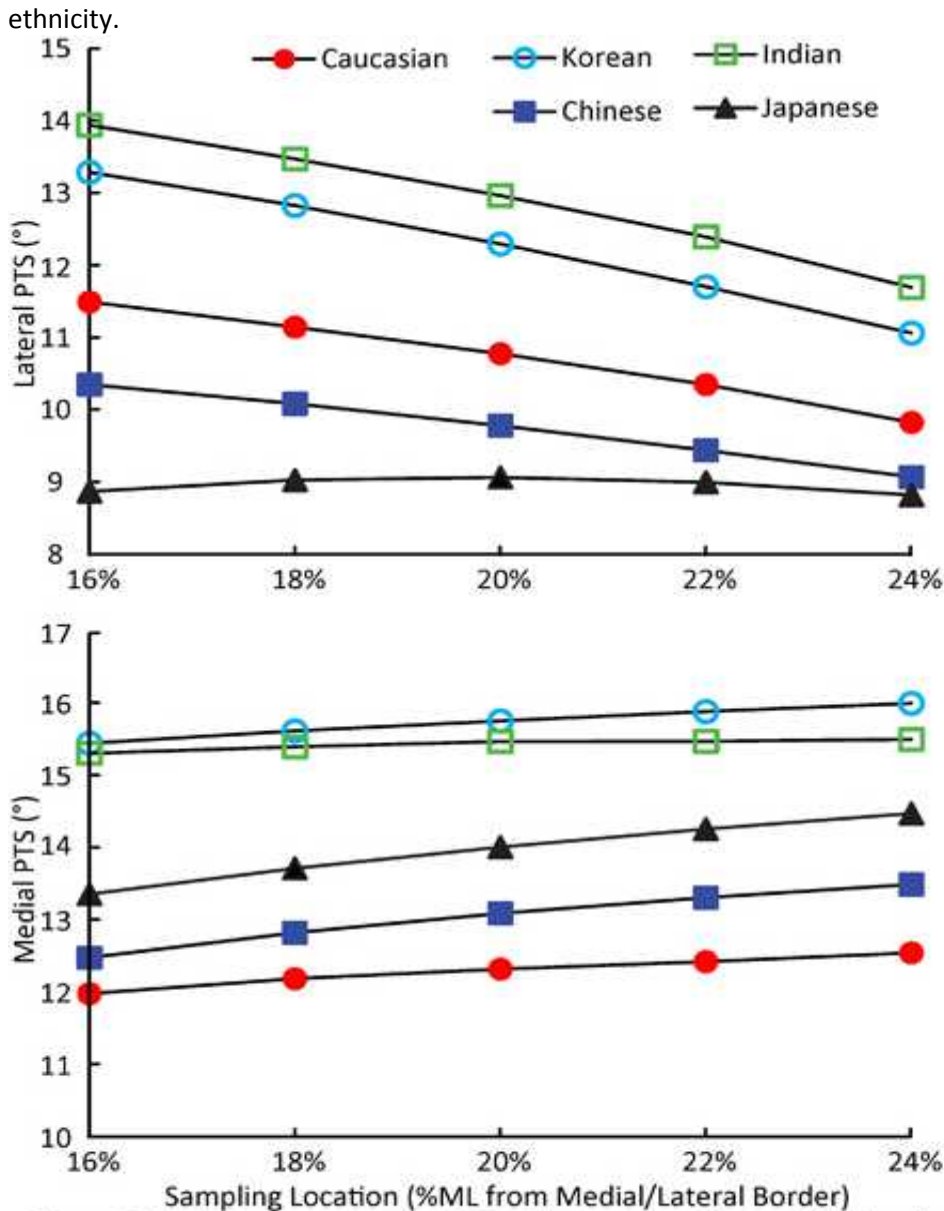 ethnicity.
15
Caucasian Korean Indian
Chinese Japanese
14
13
12
11
10
9
8
Lateral PTS (°)
16% 18% 20% 22% 24%
17
16
15
14
13
12
11
10
Medial PTS (°)
16% 18% 20% 22% 24%
Sampling Location (%ML from Medial/Lateral Border)